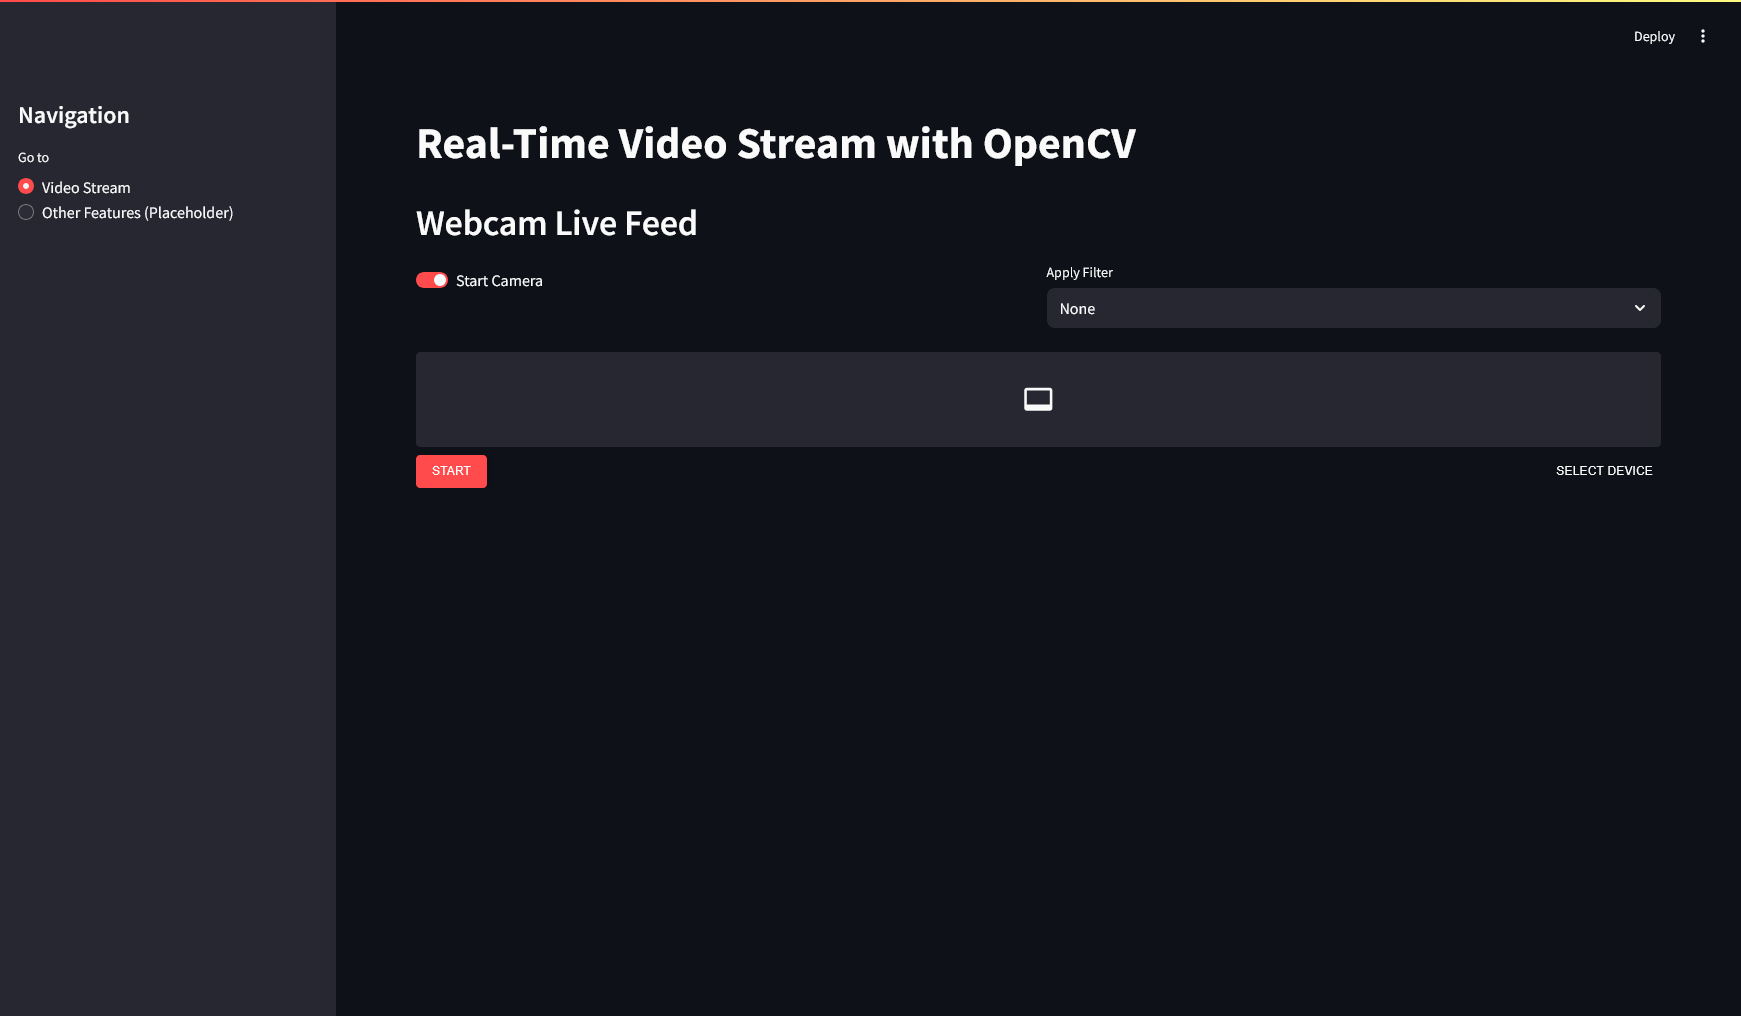 Deploy
Navigation
Go to
Video Stream
Other Features (Placeholder)
Real-Time Video Stream with OpenCV
Webcam Live Feed
Start Camera
Apply Filter
None
START
SELECT DEVICE